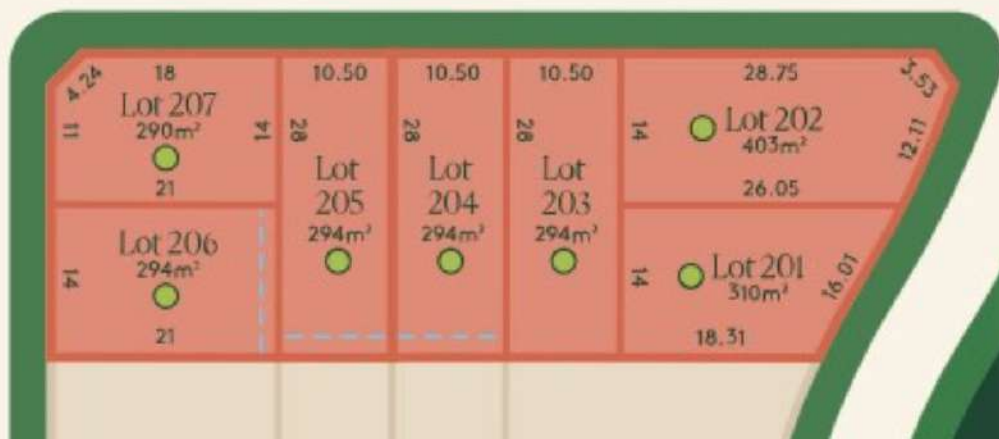 4.24
18
Lot 207
290m²
11
14
21
Lot 206
294m²
14
21
10.50
28
Lot
205
294m²
10.50
28
Lot
204
294m²
10.50
28
Lot
203
294m²
28.75
3.53
14
Lot 202
403m²
12.11
26.05
14
Lot 201
310m²
16.01
18.31